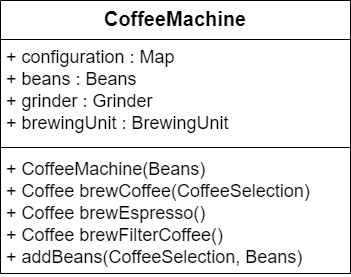 CoffeeMachine
+ configuration : Map
+ beans : Beans
+ grinder : Grinder
+ brewingUnit : BrewingUnit
+ CoffeeMachine(Beans)
+ Coffee brewCoffee(CoffeeSelection)
+ Coffee brewEspresso()
+ Coffee brewFilterCoffee()
+ addBeans(CoffeeSelection, Beans)